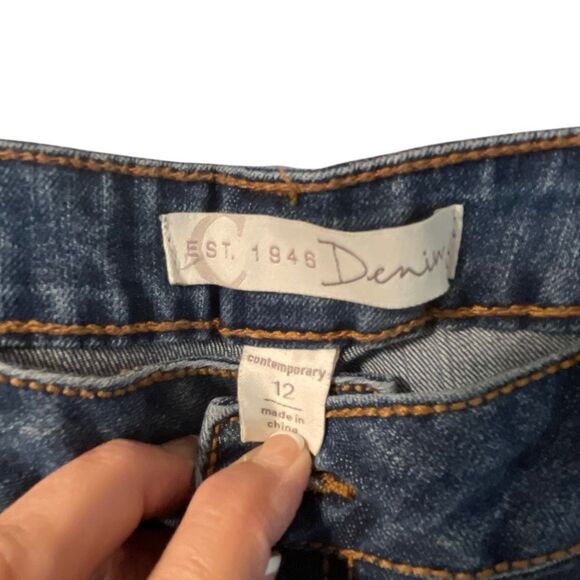 C
EST. 1946 Denim.
contemporary
12
made in
china